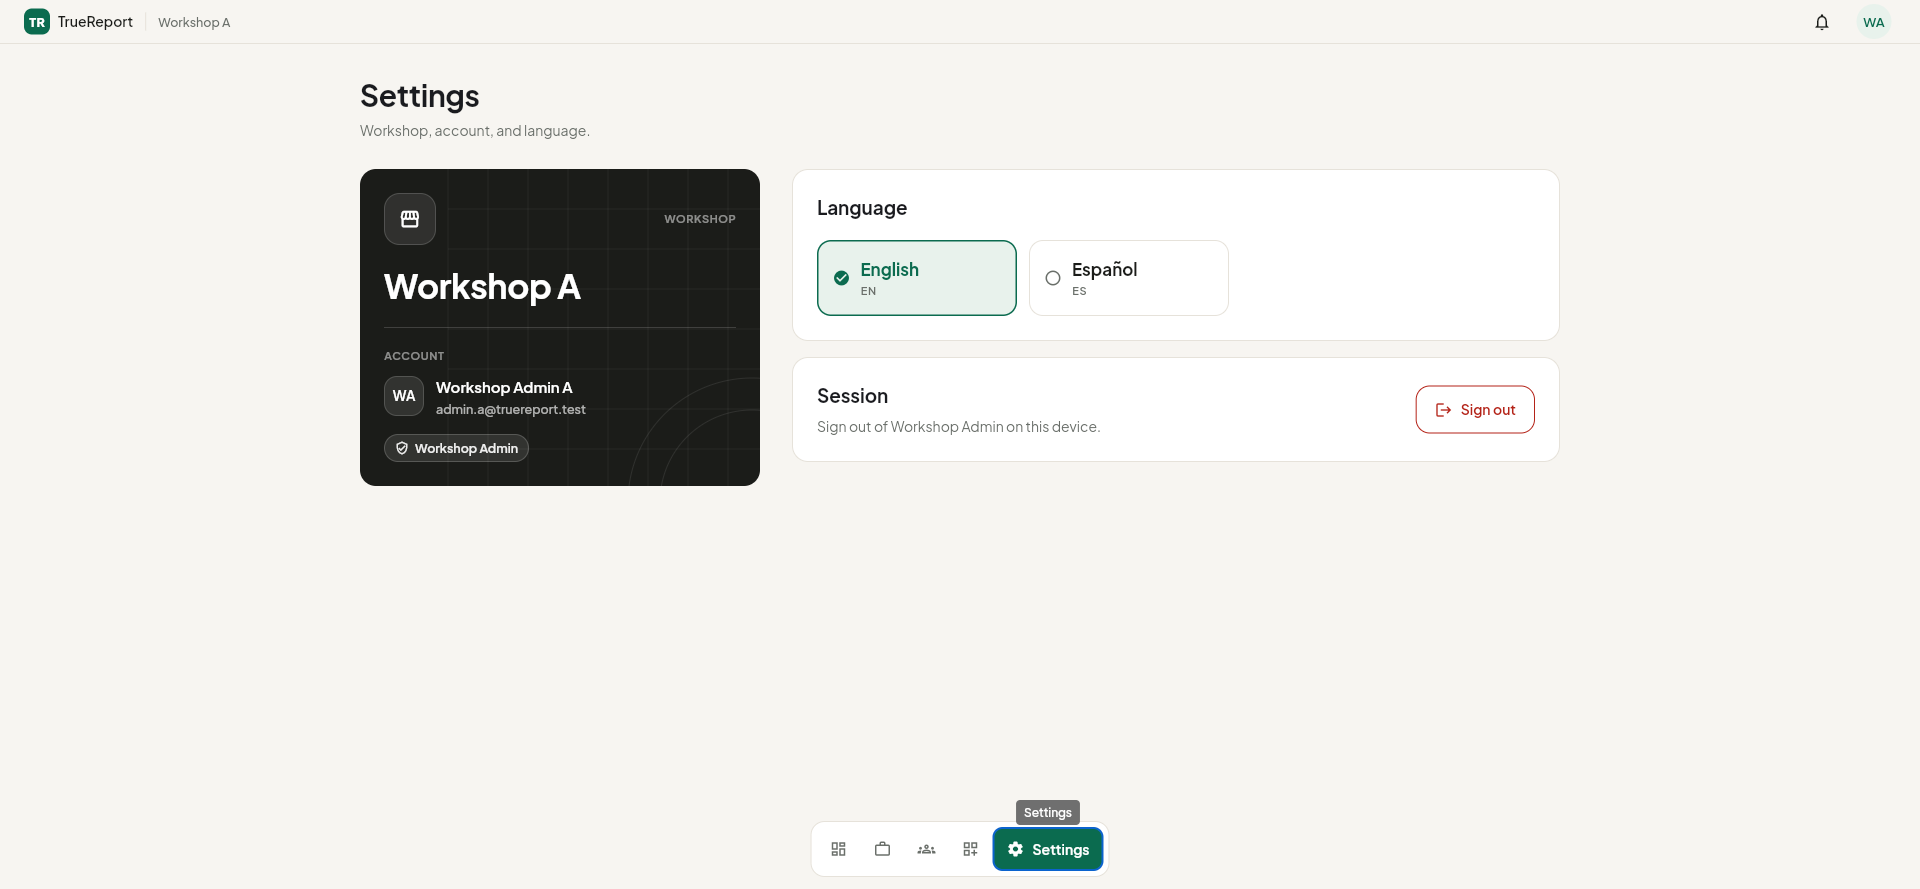 TR TrueReport Workshop A WA
Settings
Workshop, account, and language.
WORKSHOP
Workshop A
ACCOUNT
WA
Workshop Admin A
admin.a@truereport.test
Workshop Admin
Language
English
EN
Español
ES
Session
Sign out of Workshop Admin on this device.
Sign out
Settings
Settings